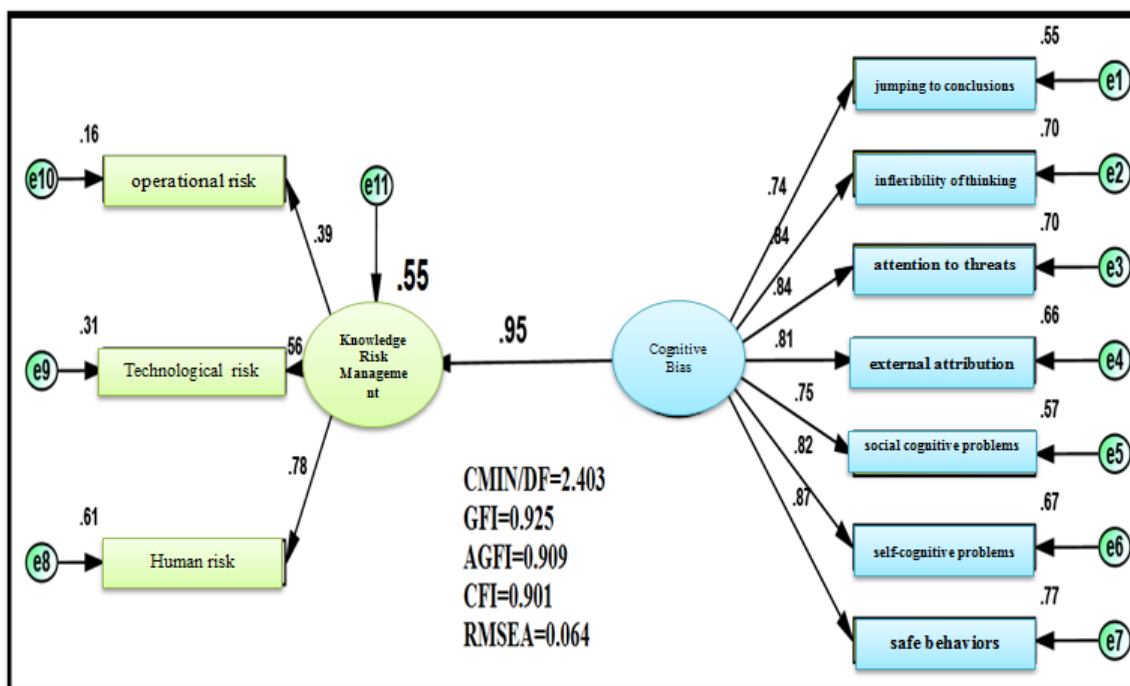 .55
jumping to conclusions
e1
.16
.70
e10
operational risk
e11
inflexibility of thinking
e2
.74
.39
.84
.70
.55
attention to threats
e3
.84
.31
.95
.66
Knowledge
Risk
Manageme
nt
Cognitive
Bias
.81
e9
Technological risk
.56
external attribution
e4
.75
.57
.82
social cognitive problems
e5
.78
.87
CMIN/DF=2.403
.67
.61
GFI=0.925
e8
Human risk
AGFI=0.909
self-cognitive problems
e6
CFI=0.901
.77
RMSEA=0.064
safe behaviors
e7